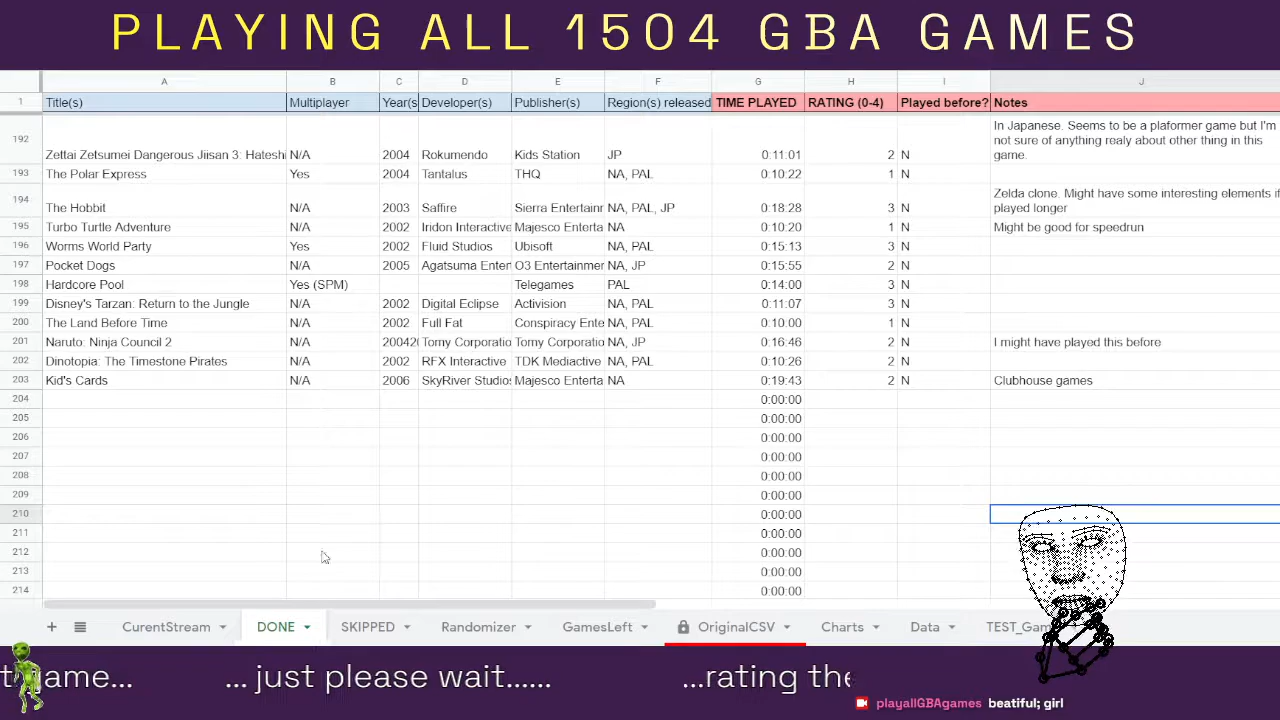 PLAYING ALL 1504 GBA GAMES
A B C D E F G H I J
1 Title(s) Multiplayer Year(s Developer(s) Publisher(s) Region(s) released TIME PLAYED RATING (0-4) Played before? Notes
In Japanese. Seems to be a plaformer game but I'm
192 not sure of anything realy about other thing in this
Zettai Zetsumei Dangerous Jiisan 3: Hateshi N/A 2004 Rokumendo Kids Station JP 0:11:01 2 N game.
193 The Polar Express Yes 2004 Tantalus THQ NA, PAL 0:10:22 1 N
194 Zelda clone. Might have some interesting elements if
The Hobbit N/A 2003 Saffire Sierra Entertainr NA, PAL, JP 0:18:28 3 N played longer
195 Turbo Turtle Adventure N/A 2002 Iridon Interactive Majesco Enterta NA 0:10:20 1 N Might be good for speedrun
196 Worms World Party Yes 2002 Fluid Studios Ubisoft NA, PAL 0:15:13 3 N
197 Pocket Dogs N/A 2005 Agatsuma Enter O3 Entertainmer NA, JP 0:15:55 2 N
198 Hardcore Pool Yes (SPM) Telegames PAL 0:14:00 3 N
199 Disney's Tarzan: Return to the Jungle N/A 2002 Digital Eclipse Activision NA, PAL 0:11:07 3 N
200 The Land Before Time N/A 2002 Full Fat Conspiracy Ente NA, PAL 0:10:00 1 N
201 Naruto: Ninja Council 2 N/A 20042( Tomy Corporatio Tomy Corporatio NA, JP 0:16:46 2 N I might have played this before
202 Dinotopia: The Timestone Pirates N/A 2002 RFX Interactive TDK Mediactive NA, PAL 0:10:26 2 N
203 Kid's Cards N/A 2006 SkyRiver Studios Majesco Enterta NA 0:19:43 2 N Clubhouse games
204 0:00:00
205 0:00:00
206 0:00:00
207 0:00:00
208 0:00:00
209 0:00:00
210 0:00:00
211 0:00:00
212 0:00:00
213 0:00:00
214 0:00:00
CurentStream DONE SKIPPED Randomizer GamesLeft OriginalCSV Charts Data TEST_Gam
t game... ... just please wait...... ...rating the
playallGBAgames beatiful; girl